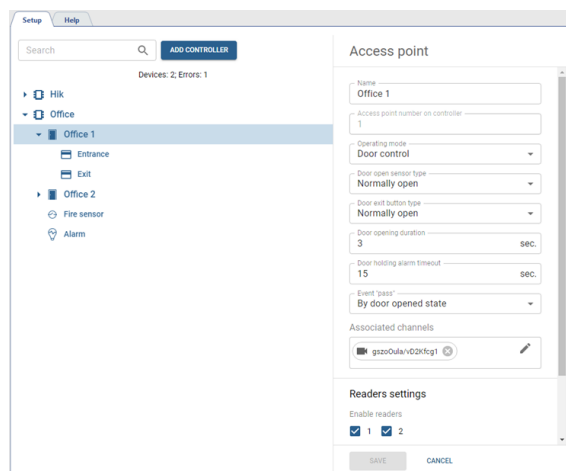 Setup
Help
Search
ADD CONTROLLER
Devices: 2; Errors: 1
Hik
Office
Office 1
Entrance
Exit
Office 2
Fire sensor
Alarm
Access point
Name
Office 1
Access point number on controller
1
Operating mode
Door control
Door open sensor type
Normally open
Door exit button type
Normally open
Door opening duration
3 sec.
Door holding alarm timeout
15 sec.
Event "pass"
By door opened state
Associated channels
gszoOula/vD2Kfcg1
Readers settings
Enable readers
1 2
SAVE CANCEL